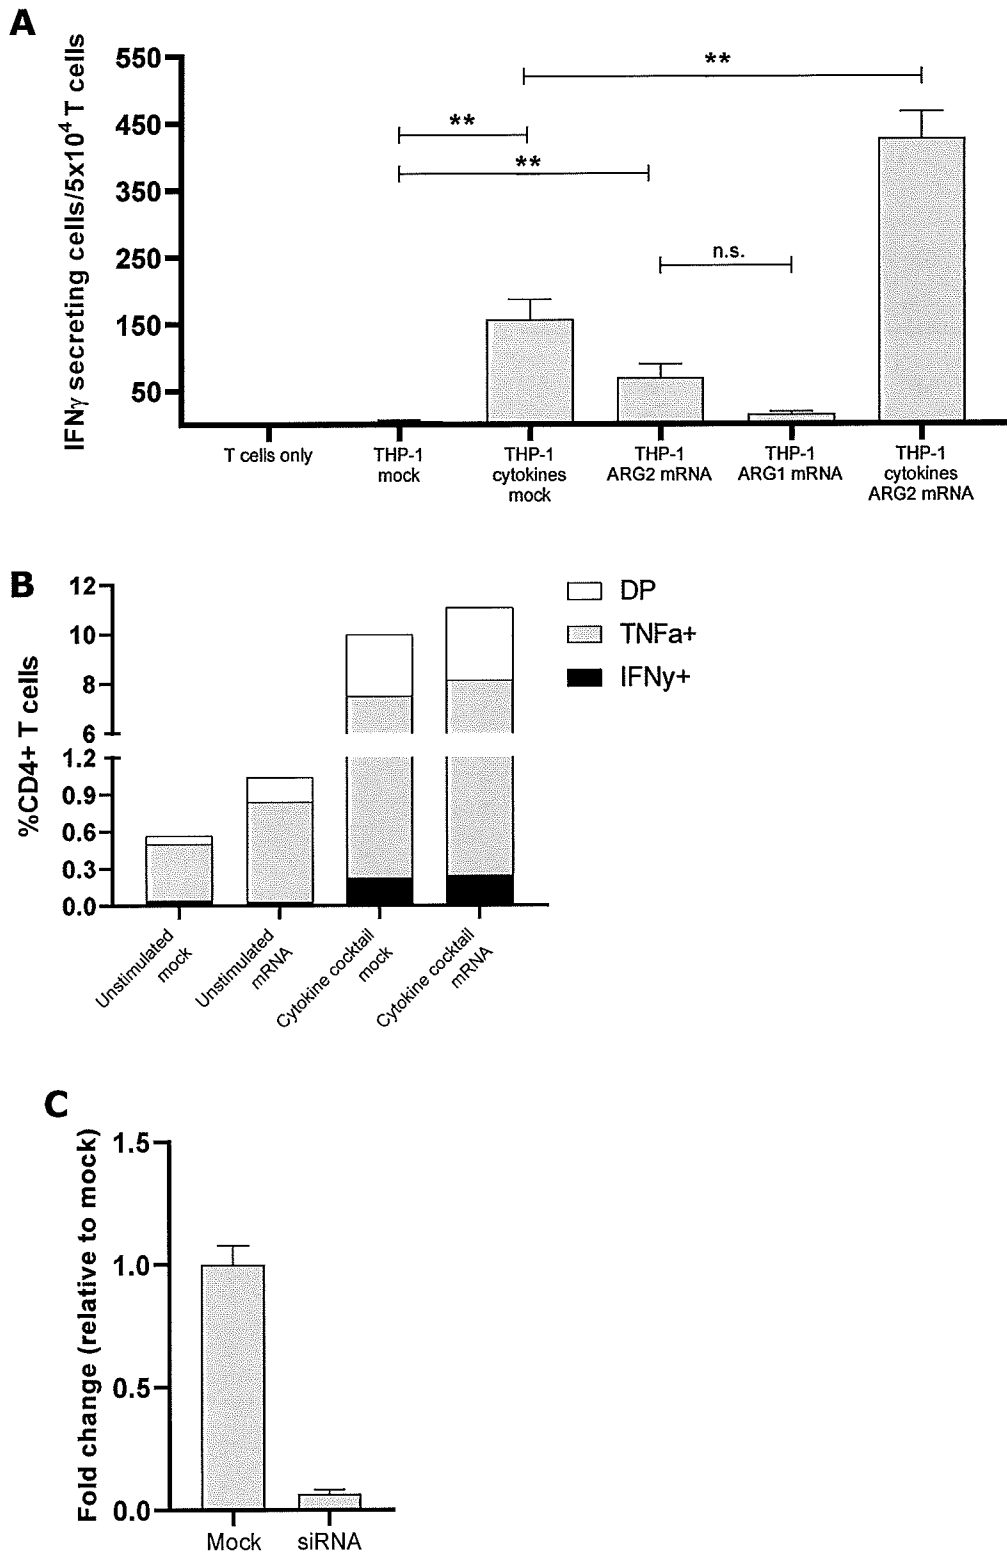 A
IFNγ secreting cells/5x10⁴ T cells
550
450
350
250
150
50
**
**
**
n.s.
T cells only
THP-1
mock
THP-1
cytokines
mock
THP-1
ARG2 mRNA
THP-1
ARG1 mRNA
THP-1
cytokines
ARG2 mRNA
B
%CD4+ T cells
12
10
8
6
1.2
0.9
0.6
0.3
0.0
Unstimulated
mock
Unstimulated
mRNA
Cytokine cocktail
mock
Cytokine cocktail
mRNA
DP
TNFa+
IFNy+
C
Fold change (relative to mock)
1.5
1.0
0.5
0.0
Mock
siRNA